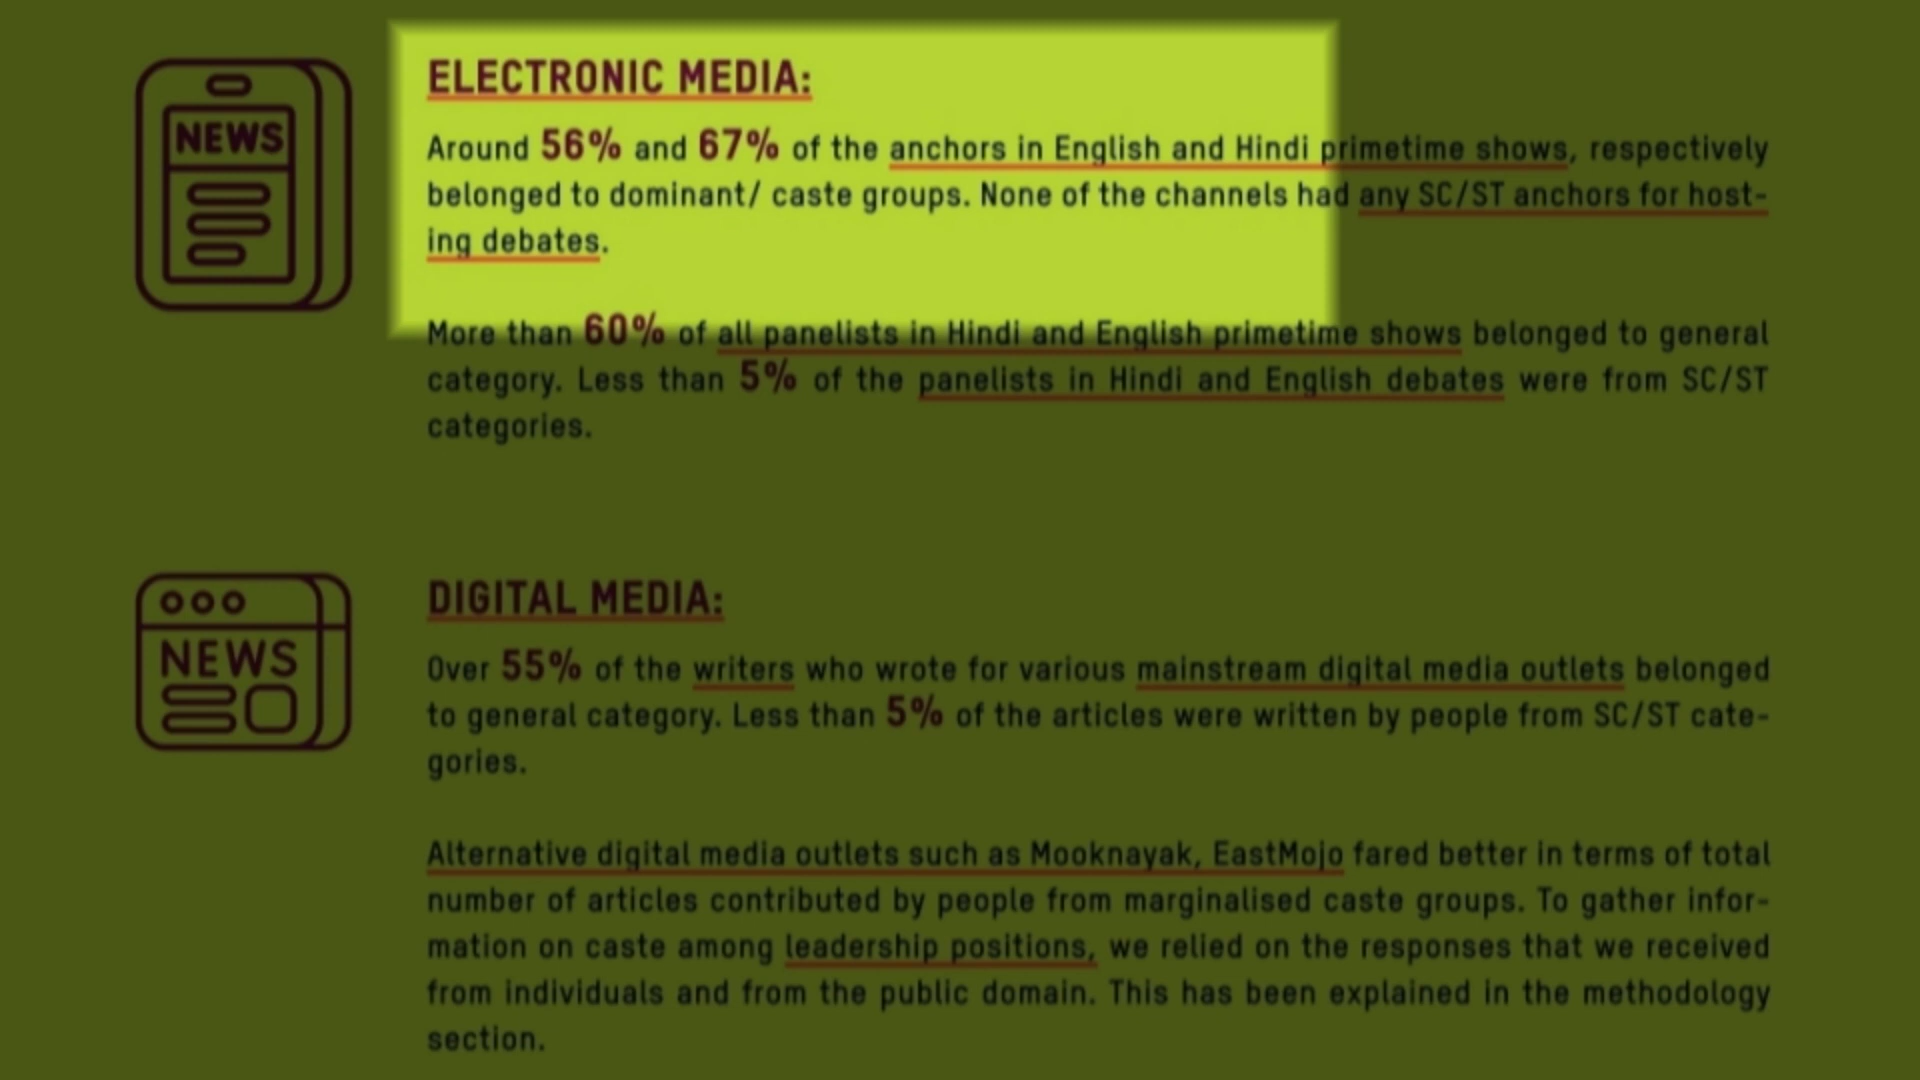 NEWS
ELECTRONIC MEDIA:
Around 56% and 67% of the anchors in English and Hindi primetime shows, respectively
belonged to dominant/ caste groups. None of the channels had any SC/ST anchors for host-
ing debates.
More than 60% of all panelists in Hindi and English primetime shows belonged to general
category. Less than 5% of the panelists in Hindi and English debates were from SC/ST
categories.
NEWS
DIGITAL MEDIA:
Over 55% of the writers who wrote for various mainstream digital media outlets belonged
to general category. Less than 5% of the articles were written by people from SC/ST cate-
gories.
Alternative digital media outlets such as Mooknayak, EastMojo fared better in terms of total
number of articles contributed by people from marginalised caste groups. To gather infor-
mation on caste among leadership positions, we relied on the responses that we received
from individuals and from the public domain. This has been explained in the methodology
section.